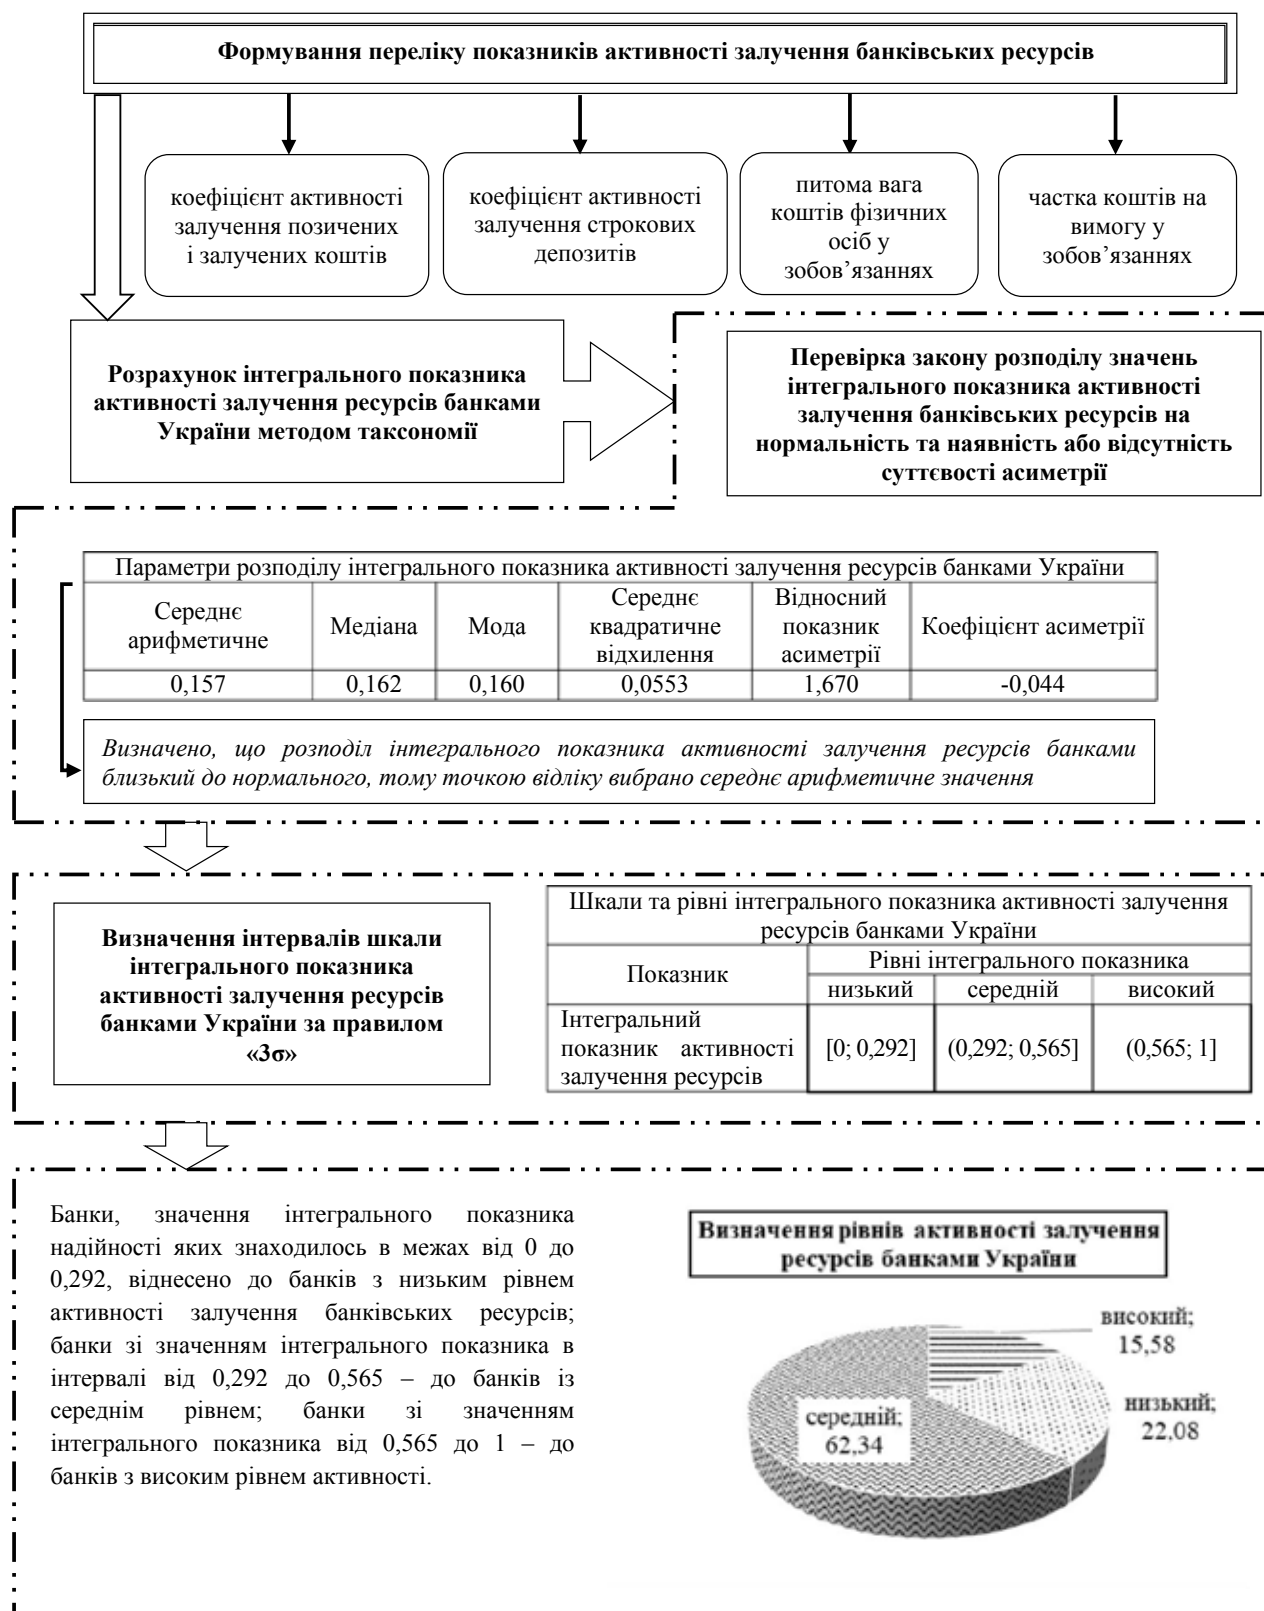 Формування переліку показників активності залучення банківських ресурсів
коефіцієнт активності
залучення позичених
і залучених коштів
коефіцієнт активності
залучення строкових
депозитів
питома вага
коштів фізичних
осіб у
зобов’язаннях
частка коштів на
вимогу у
зобов’язаннях
Розрахунок інтегрального показника
активності залучення ресурсів банками
України методом таксономії
Перевірка закону розподілу значень
інтегрального показника активності
залучення банківських ресурсів на
нормальність та наявність або відсутність
суттєвості асиметрії
Параметри розподілу інтегрального показника активності залучення ресурсів банками України
Середнє
арифметичне
Медіана
Мода
Середнє
квадратичне
відхилення
Відносний
показник
асиметрії
Коефіцієнт асиметрії
0,157 0,162 0,160 0,0553 1,670 -0,044
Визначено, що розподіл інтегрального показника активності залучення ресурсів банками
близький до нормального, тому точкою відліку вибрано середнє арифметичне значення
Визначення інтервалів шкали
інтегрального показника
активності залучення ресурсів
банками України за правилом
«3σ»
Шкали та рівні інтегрального показника активності залучення
ресурсів банками України
Показник
Рівні інтегрального показника
низький середній високий
Інтегральний
показник активності
залучення ресурсів
[0; 0,292] (0,292; 0,565] (0,565; 1]
Банки, значення інтегрального показника
надійності яких знаходилось в межах від 0 до
0,292, віднесено до банків з низьким рівнем
активності залучення банківських ресурсів;
банки зі значенням інтегрального показника в
інтервалі від 0,292 до 0,565 – до банків із
середнім рівнем; банки зі значенням
інтегрального показника від 0,565 до 1 – до
банків з високим рівнем активності.
Визначення рівнів активності залучення
ресурсів банками України
високий;
15,58
низький;
22,08
середній;
62,34